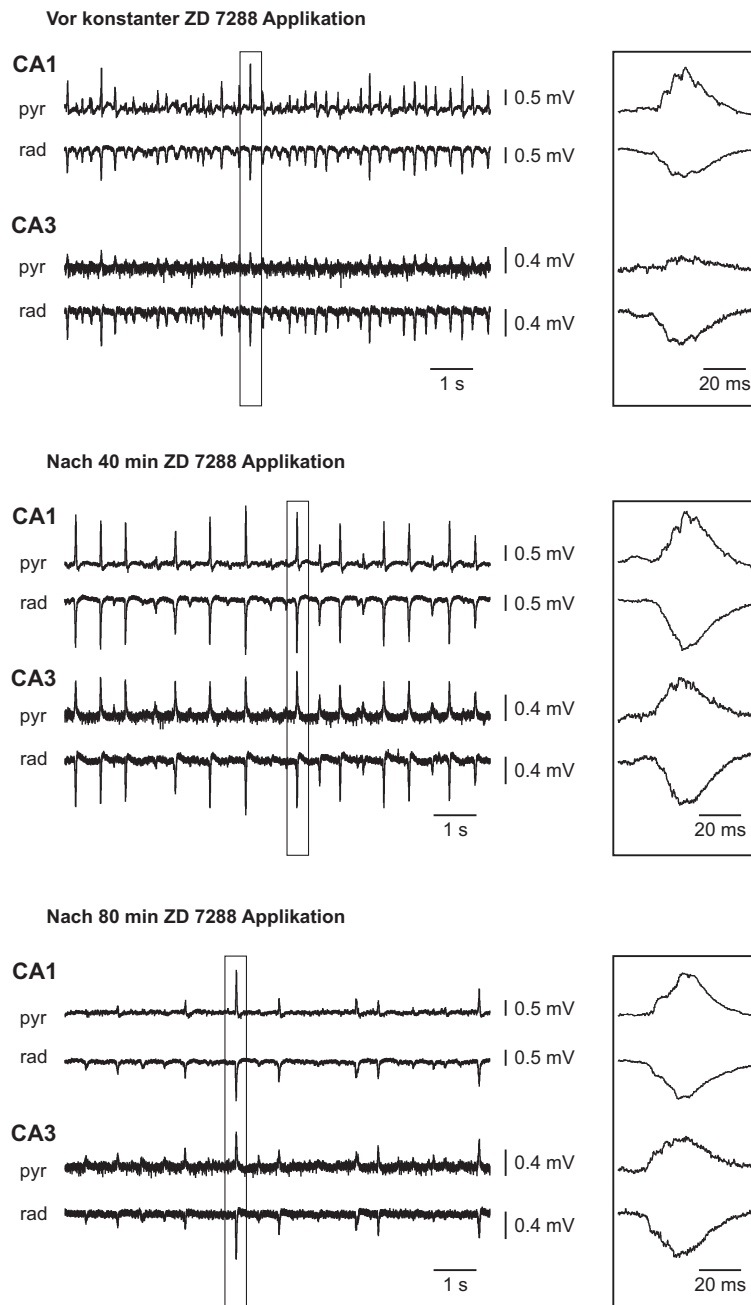 Vor konstanter ZD 7288 Applikation
CA1
pyr
0.5 mV
rad
0.5 mV
CA3
pyr
0.4 mV
rad
0.4 mV
1 s
20 ms
Nach 40 min ZD 7288 Applikation
CA1
pyr
0.5 mV
rad
0.5 mV
CA3
pyr
0.4 mV
rad
0.4 mV
1 s
20 ms
Nach 80 min ZD 7288 Applikation
CA1
pyr
0.5 mV
rad
0.5 mV
CA3
pyr
0.4 mV
rad
0.4 mV
1 s
20 ms